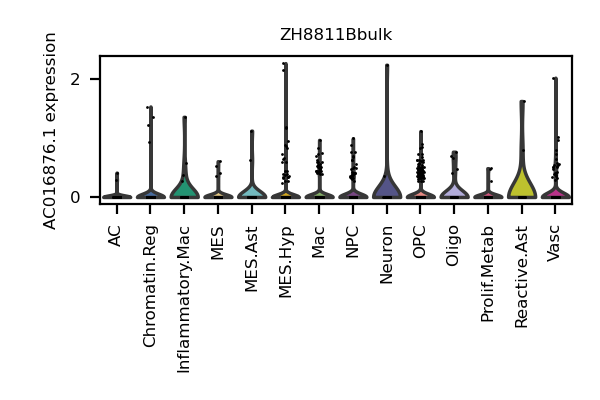 ZH8811Bbulk
AC016876.1 expression
2
0
AC
Chromatin.Reg
Inflammatory.Mac
MES
MES.Ast
MES.Hyp
Mac
NPC
Neuron
OPC
Oligo
Prolif.Metab
Reactive.Ast
Vasc